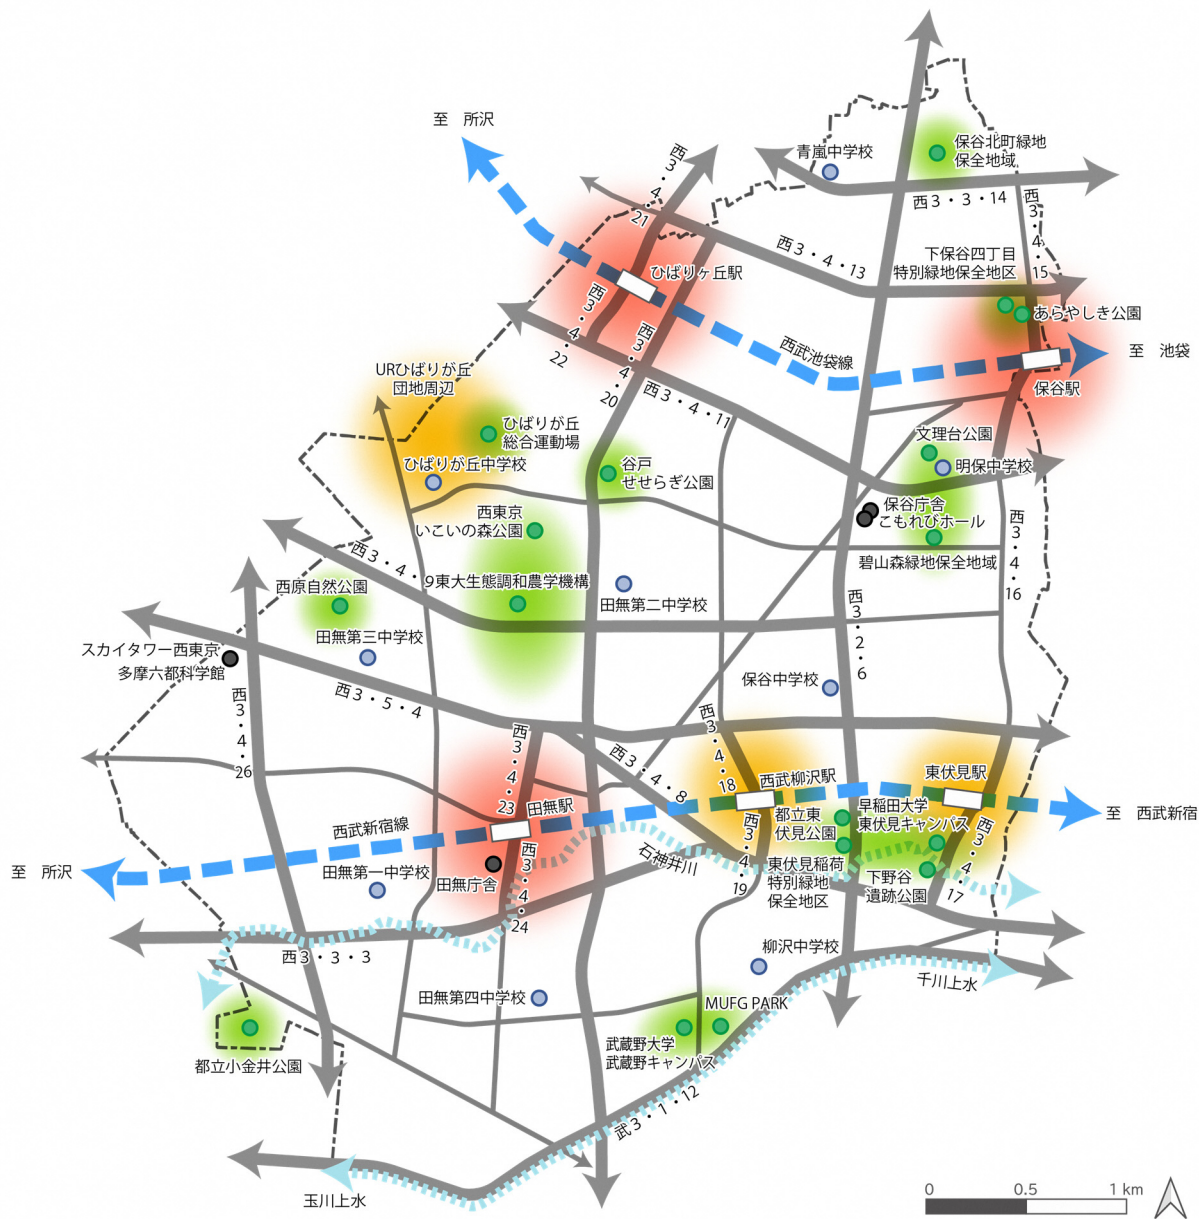 至　所沢
西3・4・21
青嵐中学校
保谷北町緑地
保全地域
西3・3・14
西3・4・15
西3・4・13
下保谷四丁目
特別緑地保全地区
ひばりヶ丘駅
あらやしき公園
西3・4・22
西武池袋線
至　池袋
西3・4・20
URひばりが丘
団地周辺
西3・4・11
保谷駅
ひばりが丘
総合運動場
文理台公園
ひばりが丘中学校
谷戸
せせらぎ公園
明保中学校
西東京
いこいの森公園
保谷庁舎
こもれびホール
西3・4・9
碧山森緑地保全地域
西3・4・16
西原自然公園
東大生態調和農学機構
田無第二中学校
西3・2・6
田無第三中学校
スカイタワー西東京
多摩六都科学館
保谷中学校
西3・5・4
西3・4・26
西3・4・23
西3・4・8
西3・4・18
西武柳沢駅
東伏見駅
田無駅
都立東
伏見公園
早稲田大学
東伏見キャンパス
至　西武新宿
西武新宿線
石神井川
西3・4・19
西3・4・17
至　所沢
田無第一中学校
田無庁舎
西3・4・24
東伏見稲荷
特別緑地
保全地区
下野谷
遺跡公園
西3・3・3
柳沢中学校
千川上水
田無第四中学校
MUFG PARK
武蔵野大学
武蔵野キャンパス
都立小金井公園
武3・1・12
玉川上水
0 0.5 1 km